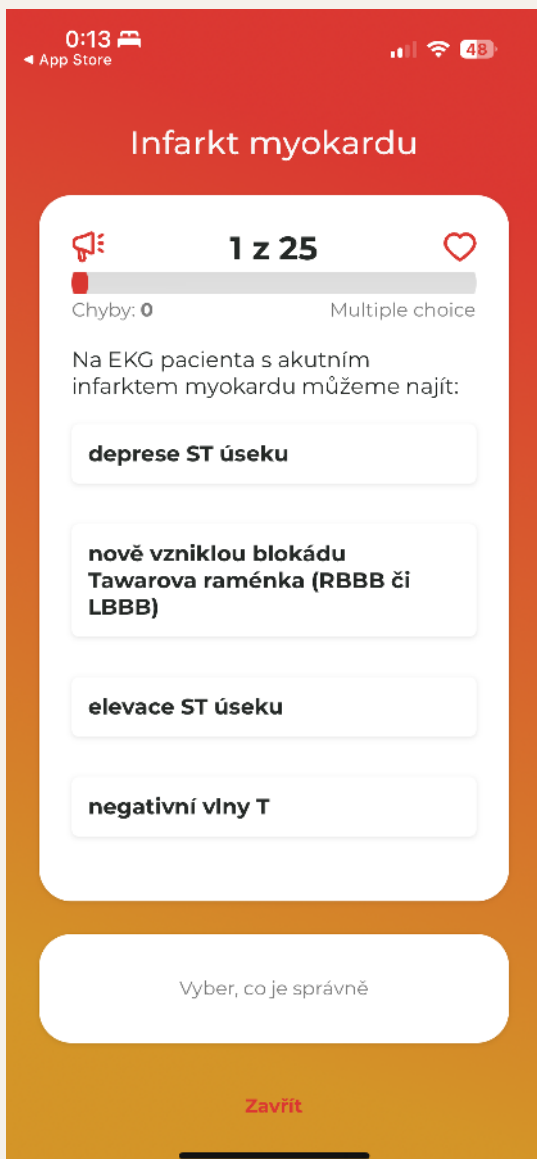 0:13
◀ App Store
48
Infarkt myokardu
1 z 25
Chyby: 0
Multiple choice
Na EKG pacienta s akutním
infarktem myokardu můžeme najít:
deprese ST úseku
nově vzniklou blokádu
Tawarova raménka (RBBB či
LBBB)
elevace ST úseku
negativní vlny T
Vyber, co je správně
Zavřít